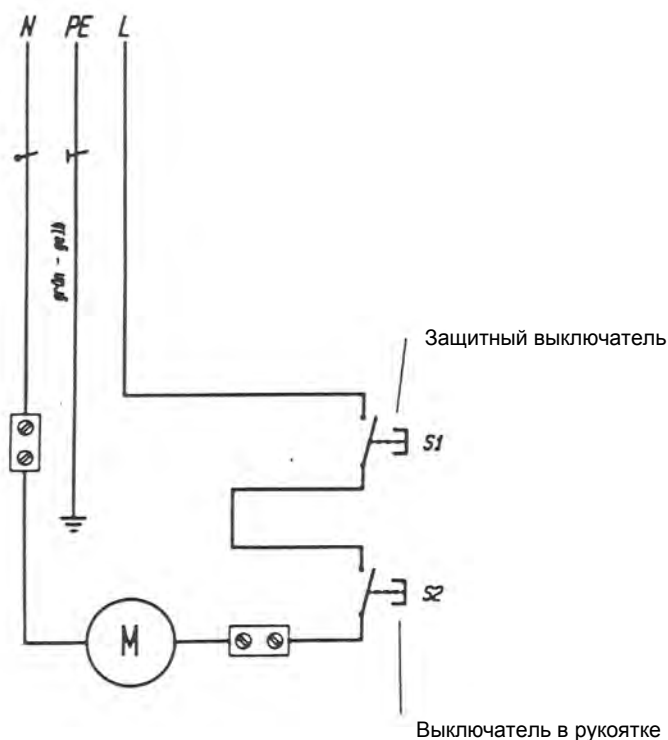 N PE L
grün - gelb
Защитный выключатель
S1
S2
M
Выключатель в рукоятке